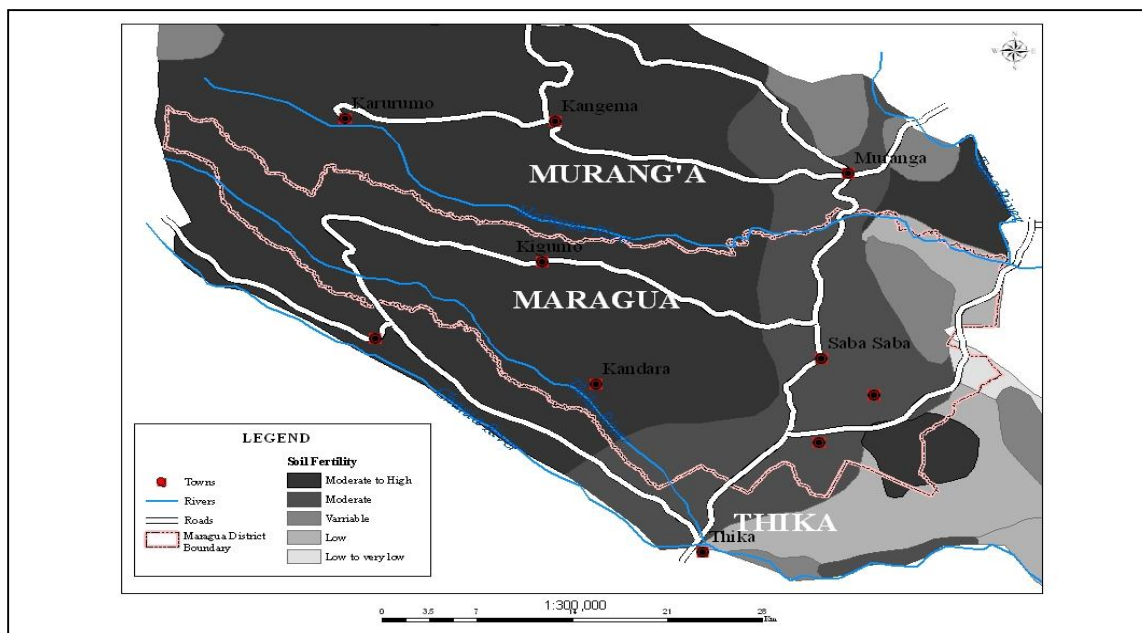 N
W E
Karurumo
Kangema
MURANG'A
Muranga
Kigumo
MARAGUA
Saba Saba
Kandara
THIKA
Thika
LEGEND
Towns
Rivers
Roads
Maragua District
Boundary
Soil Fertility
Moderate to High
Moderate
Varriable
Low
Low to very low
1:300,000
0 3.5 7 14 21 28
Km